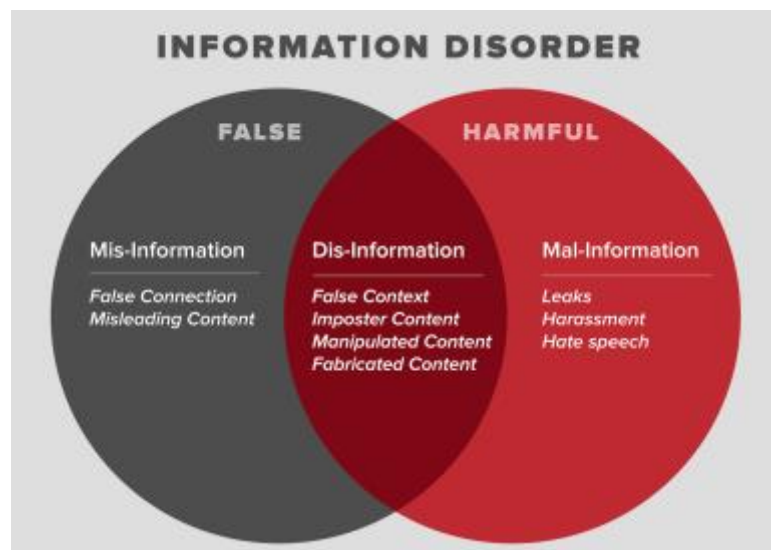 INFORMATION DISORDER
FALSE
HARMFUL
Mis-Information
False Connection
Misleading Content
Dis-Information
False Context
Imposter Content
Manipulated Content
Fabricated Content
Mal-Information
Leaks
Harassment
Hate speech